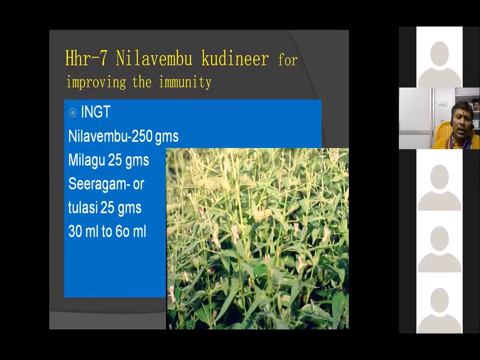 Hhr-7 Nilavembu kudineer for
improving the immunity
INGT
Nilavembu-250 gms
Milagu 25 gms
Seeragam- or
tulasi 25 gms
30 ml to 6o ml